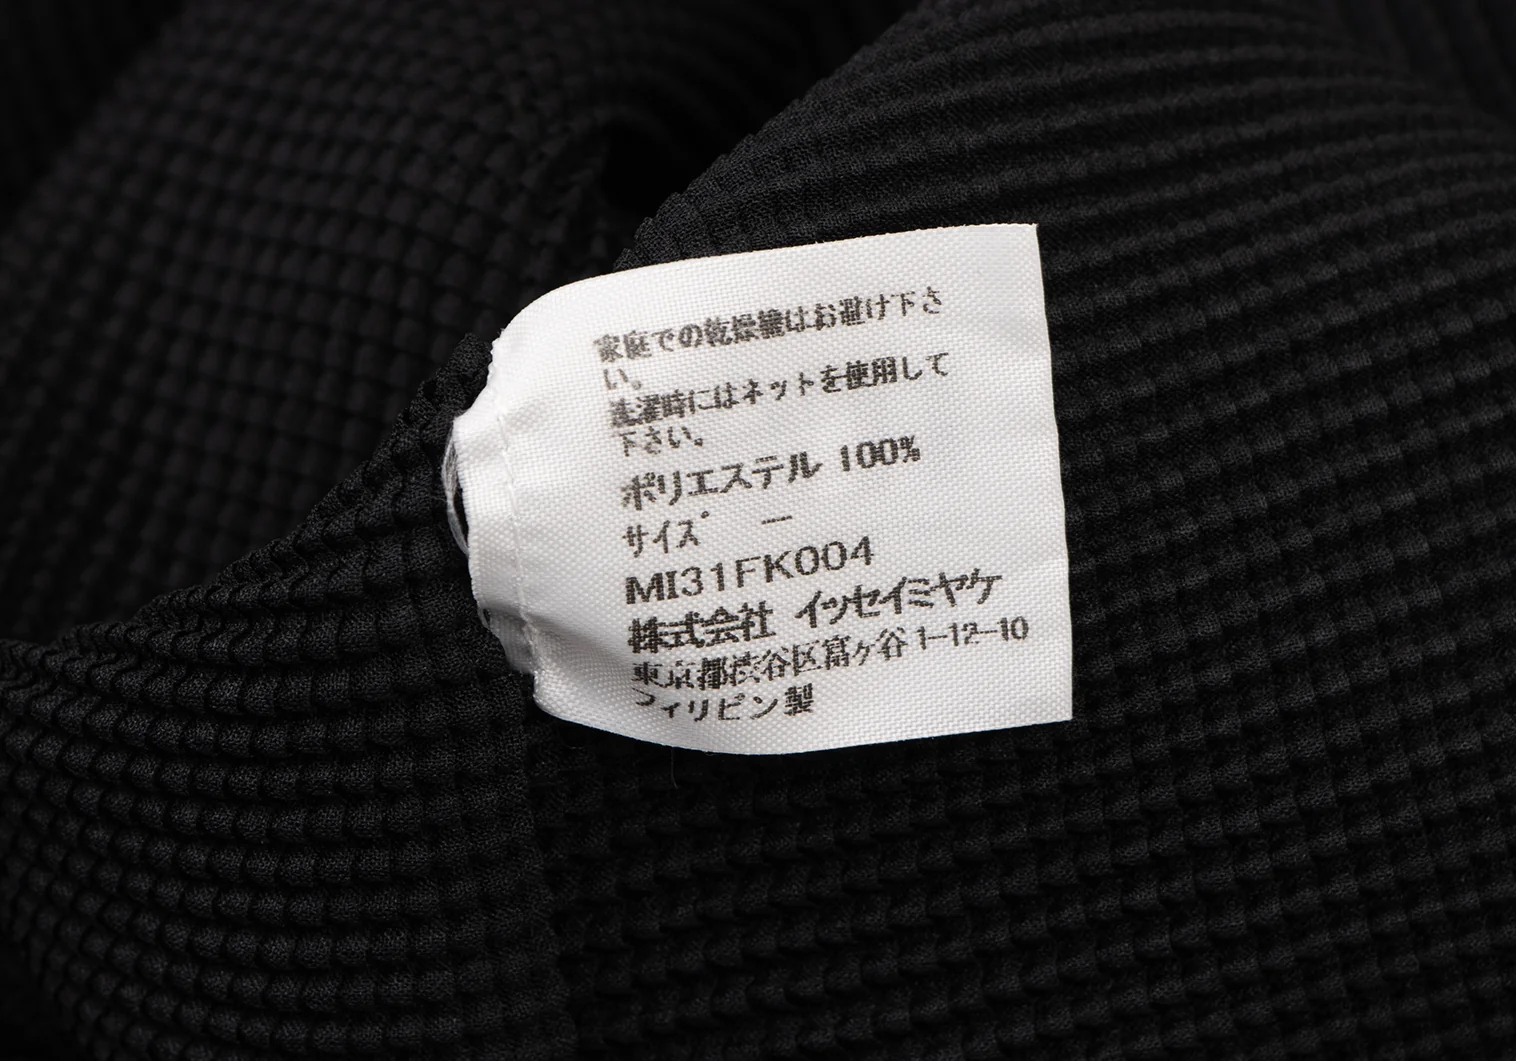 家庭での乾燥機はお避け下さ
い。
洗濯時にはネットを使用して
下さい。
ポリエステル 100%
サイズ －
MI31FK004
株式会社 イッセイミヤケ
東京都渋谷区富ヶ谷1-12-10
フィリピン製